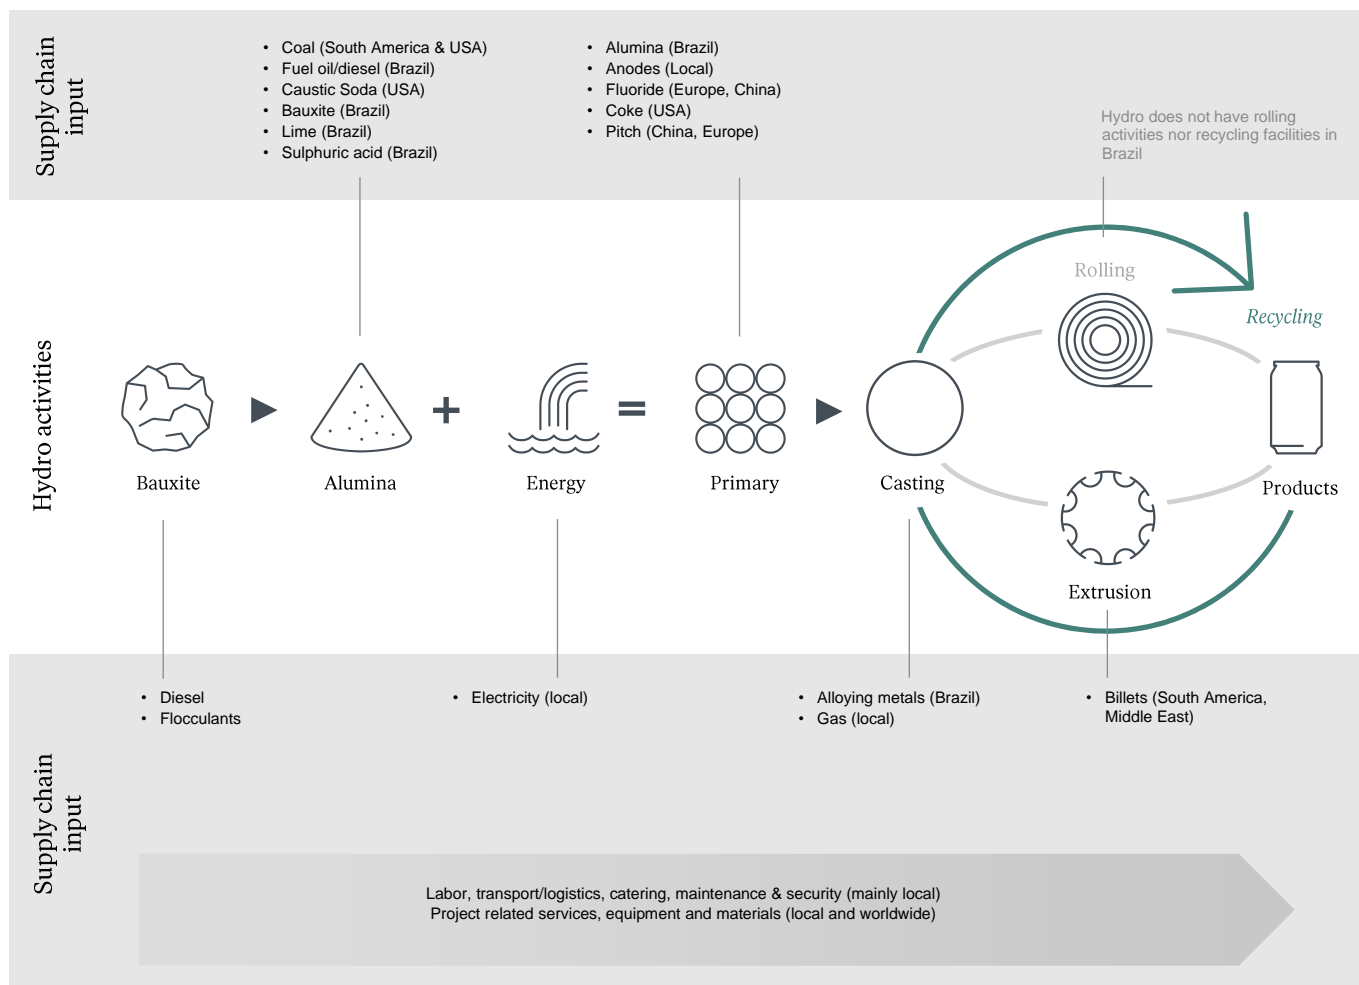 Supply chain
input
• Coal (South America & USA)
• Fuel oil/diesel (Brazil)
• Caustic Soda (USA)
• Bauxite (Brazil)
• Lime (Brazil)
• Sulphuric acid (Brazil)
• Alumina (Brazil)
• Anodes (Local)
• Fluoride (Europe, China)
• Coke (USA)
• Pitch (China, Europe)
Hydro does not have rolling
activities nor recycling facilities in
Brazil
Hydro activities
Bauxite
Alumina
+
Energy
=
Primary
Casting
Rolling
Recycling
Products
Extrusion
Supply chain
input
• Diesel
• Flocculants
• Electricity (local)
• Alloying metals (Brazil)
• Gas (local)
• Billets (South America,
Middle East)
Labor, transport/logistics, catering, maintenance & security (mainly local)
Project related services, equipment and materials (local and worldwide)